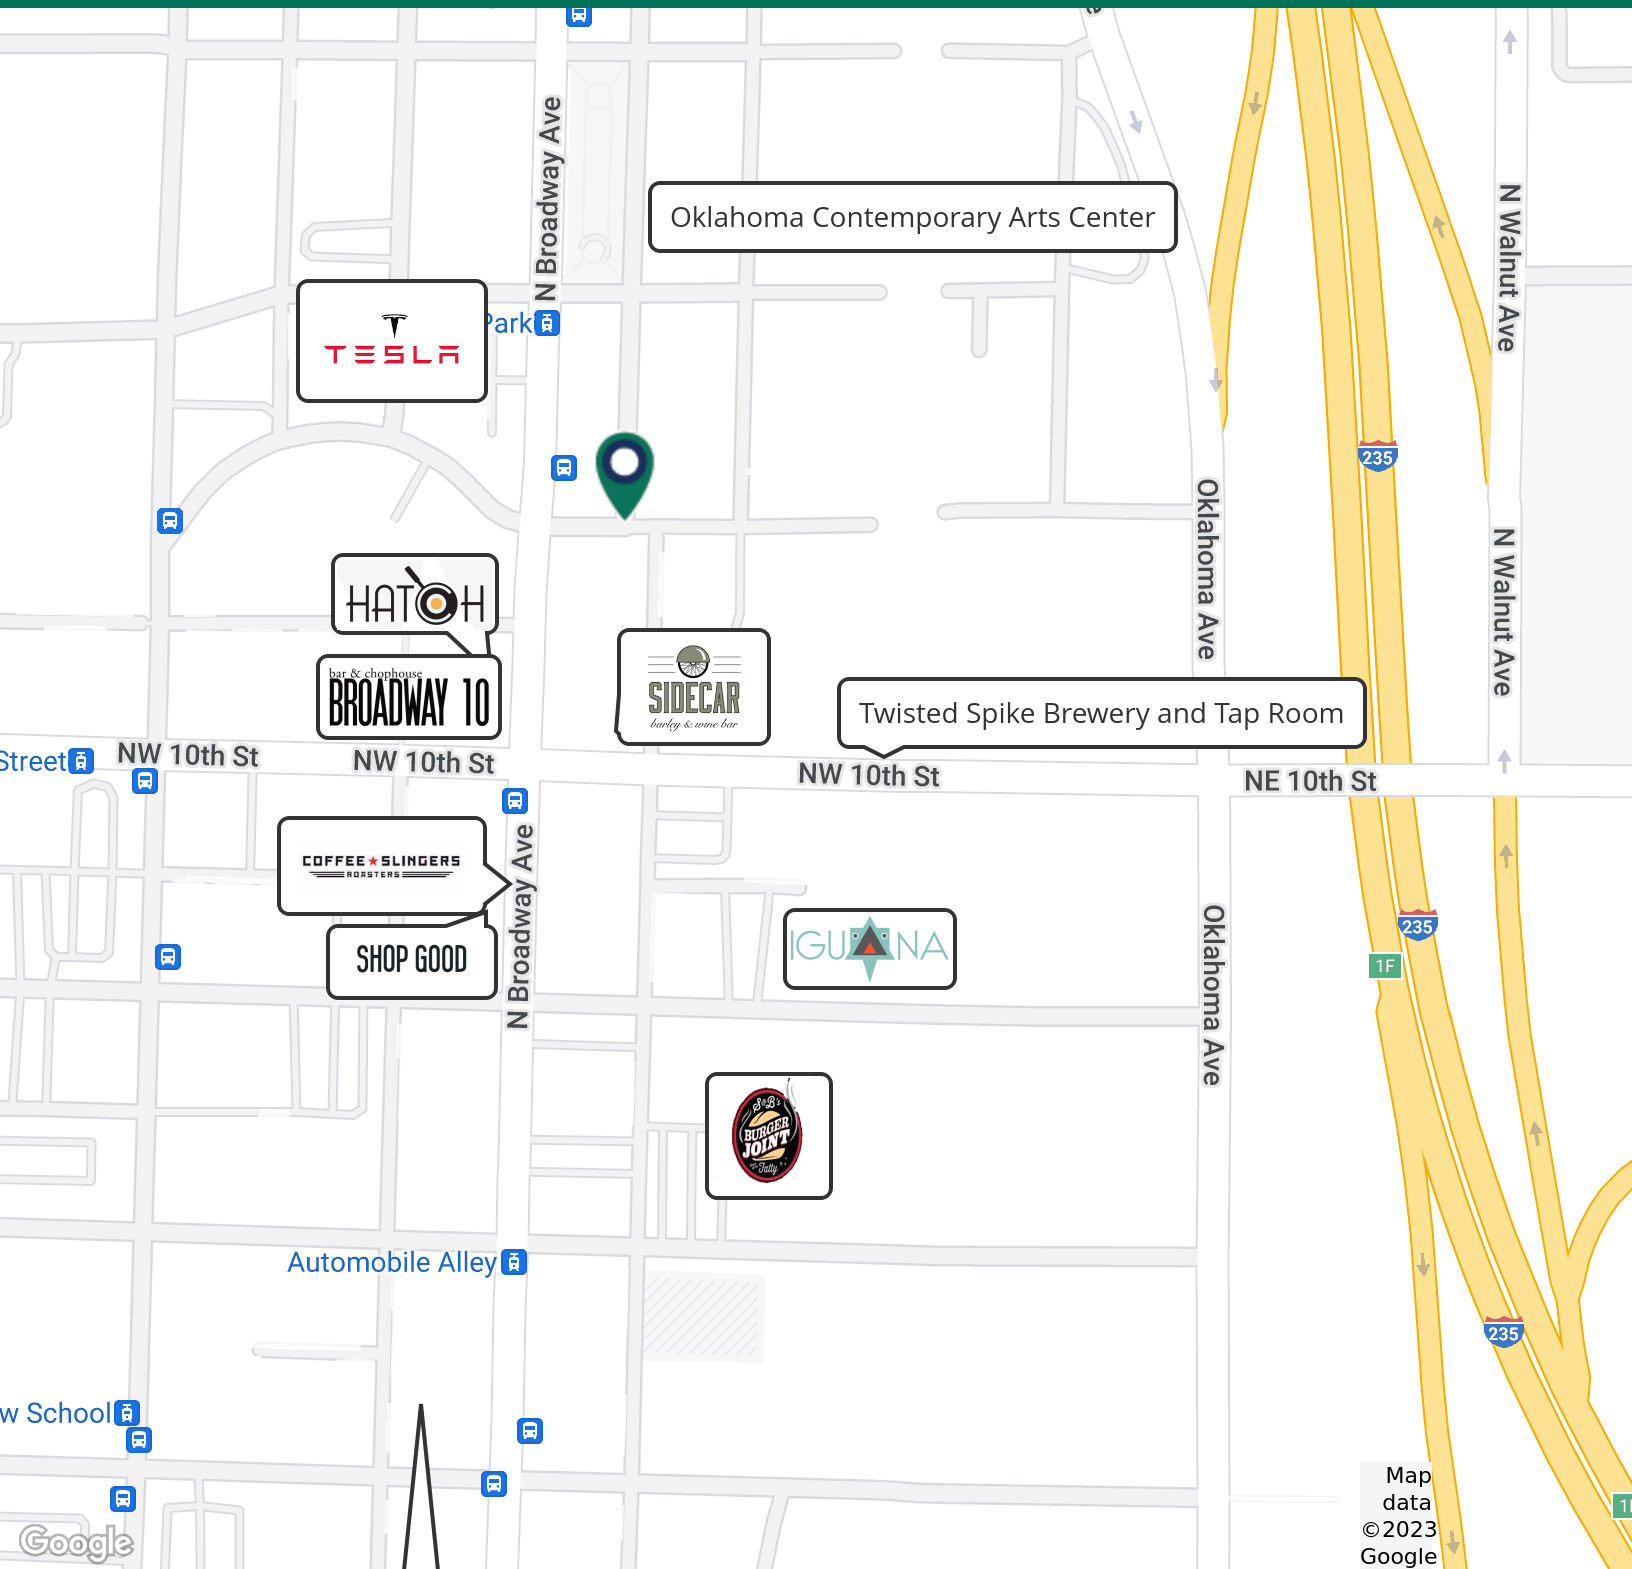 N Broadway Ave
N Walnut Ave
Oklahoma Contemporary Arts Center
Park
TESLA
235
Oklahoma Ave
N Walnut Ave
HATCH
bar & chophouse
BROADWAY 10
SIDECAR
barley & wine bar
Twisted Spike Brewery and Tap Room
Street
NW 10th St
NW 10th St
NW 10th St
NE 10th St
COFFEE★SLINGERS
ROASTERS
N Broadway Ave
SHOP GOOD
IGUANA
235
1F
Oklahoma Ave
S&B's
BURGER
JOINT
Fatty
Automobile Alley
235
w School
Map
data
©2023
Google
Google